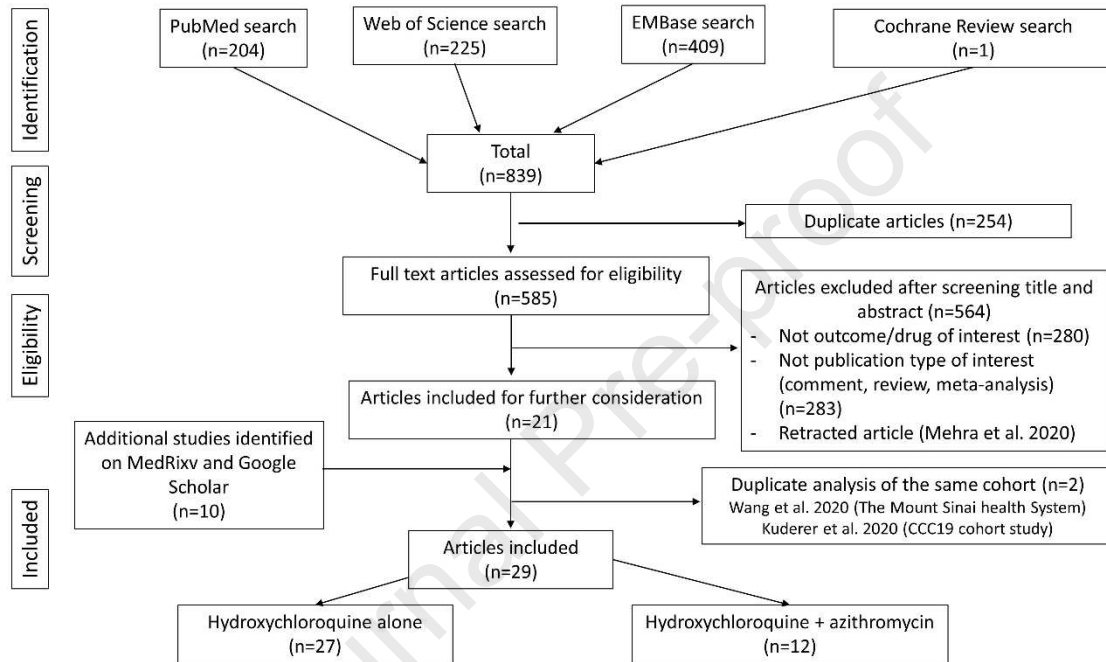 Identification
PubMed search
(n=204)
Web of Science search
(n=225)
EMBase search
(n=409)
Cochrane Review search
(n=1)
Total
(n=839)
Screening
Duplicate articles (n=254)
Full text articles assessed for eligibility
(n=585)
Eligibility
Articles excluded after screening title and
abstract (n=564)
- Not outcome/drug of interest (n=280)
- Not publication type of interest
(comment, review, meta-analysis)
(n=283)
- Retracted article (Mehra et al. 2020)
Articles included for further consideration
(n=21)
Additional studies identified
on MedRixv and Google
Scholar
(n=10)
Duplicate analysis of the same cohort (n=2)
Wang et al. 2020 (The Mount Sinai health System)
Kuderer et al. 2020 (CCC19 cohort study)
Included
Articles included
(n=29)
Hydroxychloroquine alone
(n=27)
Hydroxychloroquine + azithromycin
(n=12)
urnal Pre-proof